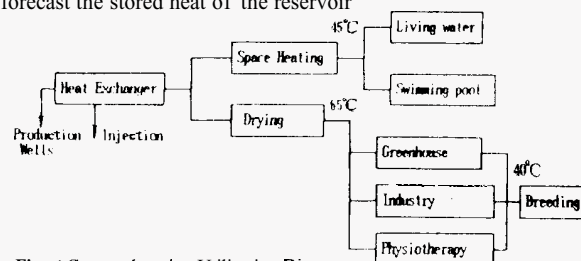 forecast the stored heat of the reservoir
45°C
Living water
Space Heating
Heat Exchanger
Swimming pool
65°C
Drying
Production
Wells
Injection
Greenhouse
40°C
Industry
Breeding
Physiotherapy